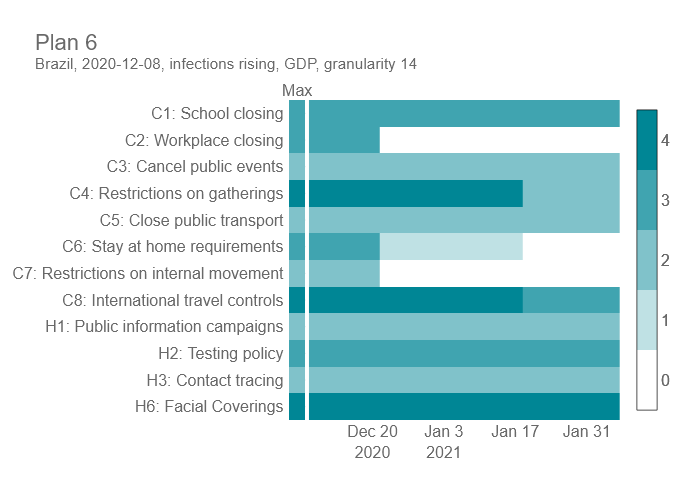 Plan 6
Brazil, 2020-12-08, infections rising, GDP, granularity 14
Max
C1: School closing
C2: Workplace closing
C3: Cancel public events
C4: Restrictions on gatherings
C5: Close public transport
C6: Stay at home requirements
C7: Restrictions on internal movement
C8: International travel controls
H1: Public information campaigns
H2: Testing policy
H3: Contact tracing
H6: Facial Coverings
Dec 20 Jan 3 Jan 17 Jan 31
2020 2021
4
3
2
1
0